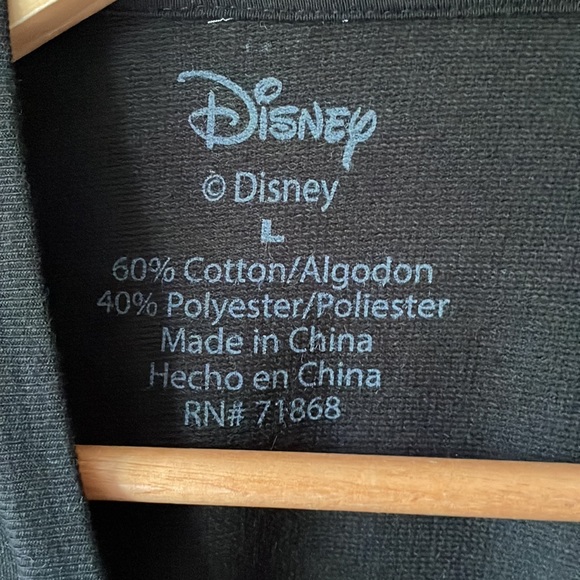 Disney
© Disney
L
60% Cotton/Algodon
40% Polyester/Poliester
Made in China
Hecho en China
RN# 71868